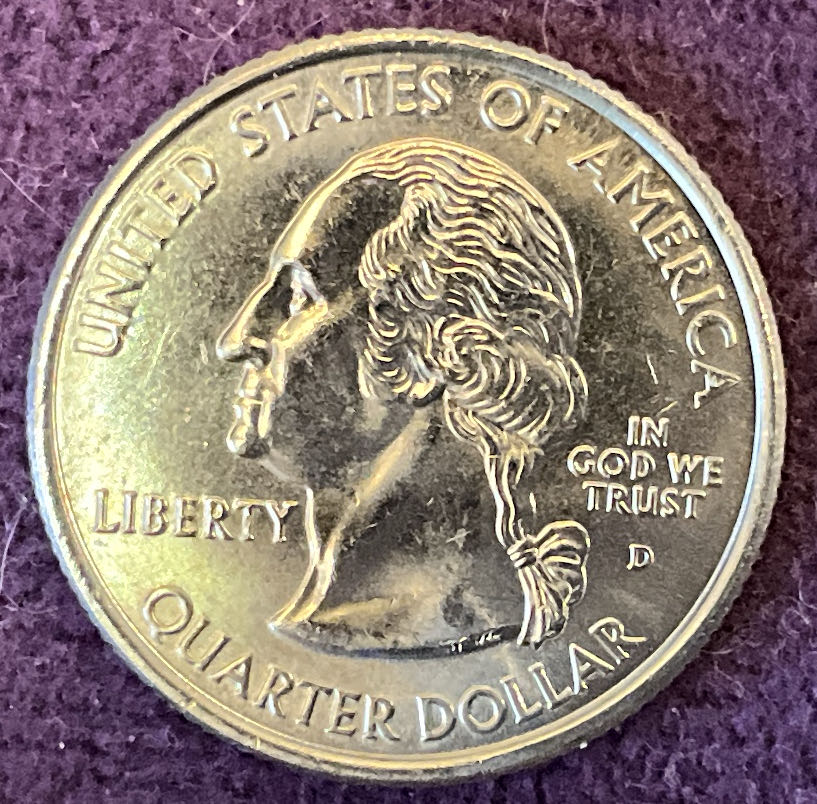 UNITED STATES OF AMERICA
LIBERTY
IN
GOD WE
TRUST
D
QUARTER DOLLAR